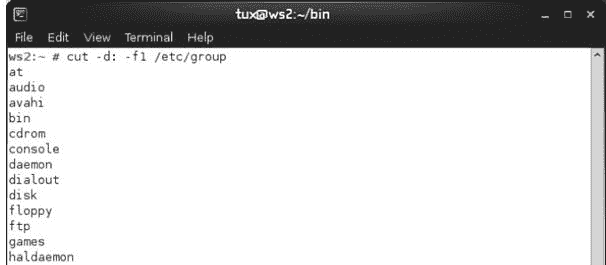 tux@ws2:~/bin
File Edit View Terminal Help
ws2:~ # cut -d: -f1 /etc/group
at
audio
avahi
bin
cdrom
console
daemon
dialout
disk
floppy
ftp
games
haldaemon